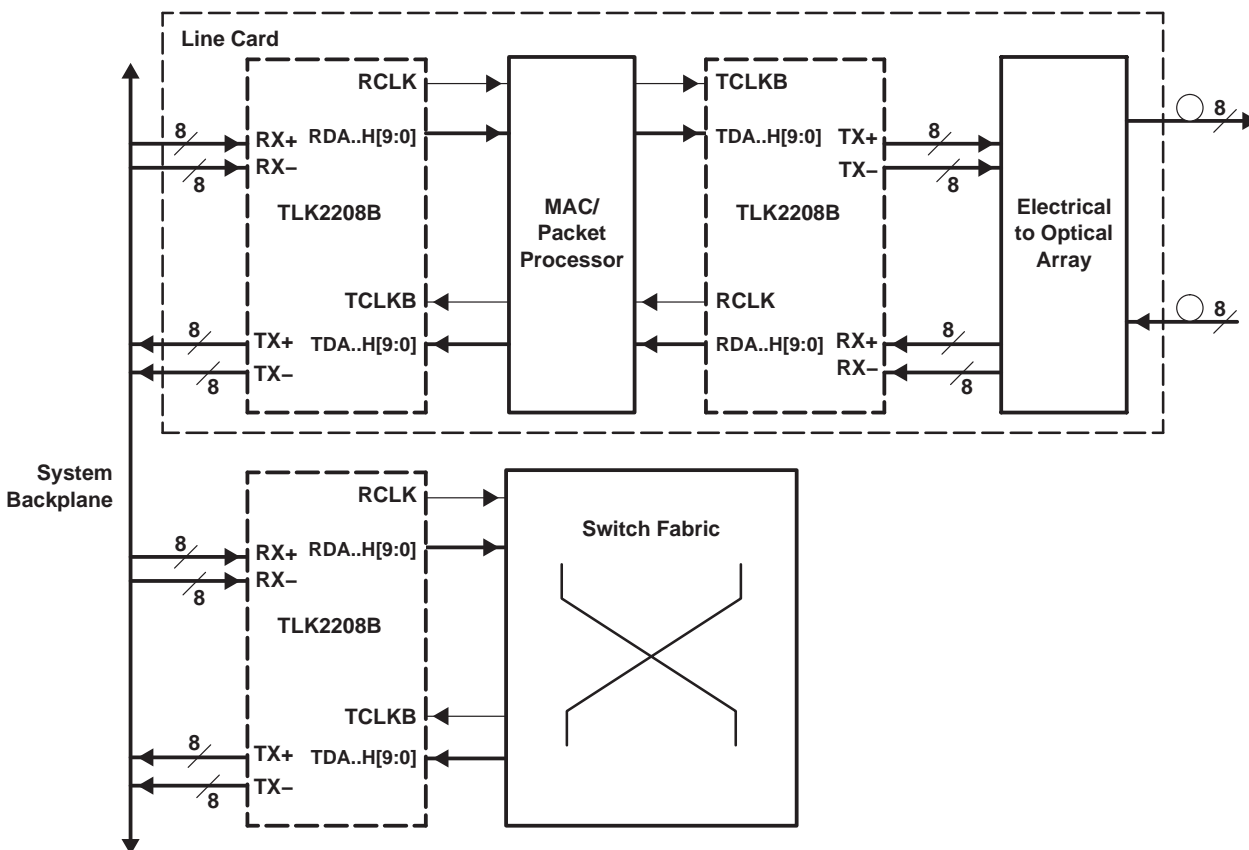 Line Card
RCLK
TCLKB
8
RX+
RDA..H[9:0]
TDA..H[9:0]
TX+
8
8
RX–
8
TX–
8
TLK2208B
MAC/
Packet
Processor
TLK2208B
Electrical
to Optical
Array
TCLKB
RCLK
8
8
TX+
TDA..H[9:0]
RDA..H[9:0]
RX+
8
TX–
8
RX–
8
System
Backplane
RCLK
Switch Fabric
8
RX+
RDA..H[9:0]
RX–
8
TLK2208B
TCLKB
8
TX+
TDA..H[9:0]
TX–
8